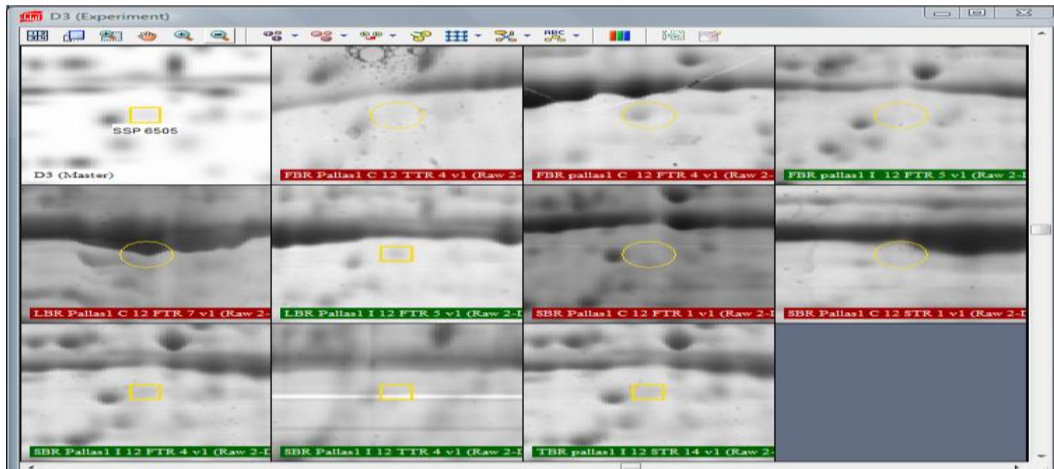 D3 (Experiment)
ABC
SSP 6505
D3 (Master)
FBR Pallas1 C 12 TTR 4 v1 (Raw 2-
FBR pallas1 C 12 FTR 4 v1 (Raw 2-
FBR pallas1 I 12 FTR 5 v1 (Raw 2-D
LBR Pallas1 C 12 FTR 7 v1 (Raw 2-
LBR Pallas1 I 12 FTR 5 v1 (Raw 2-D
SBR Pallas1 C 12 FTR 1 v1 (Raw 2-
SBR Pallas1 C 12 STR 1 v1 (Raw 2-
SBR Pallas1 I 12 FTR 4 v1 (Raw 2-D
SBR Pallas1 I 12 TTR 4 v1 (Raw 2-D
TBR pallas1 I 12 STR 14 v1 (Raw 2-